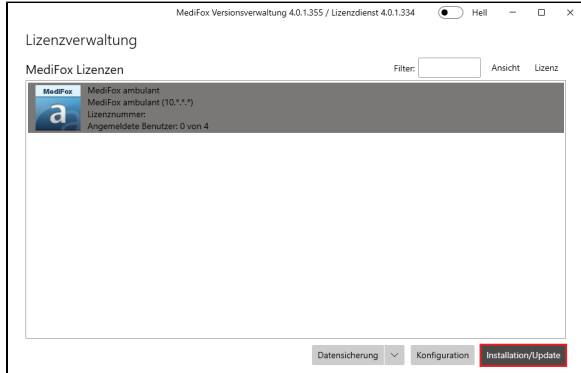 MediFox Versionsverwaltung 4.0.1.355 / Lizenzdienst 4.0.1.334 Hell
Lizenzverwaltung
MediFox Lizenzen Filter: Ansicht Lizenz
MediFox
a
MediFox ambulant
MediFox ambulant (10.*.*.*)
Lizenznummer:
Angemeldete Benutzer: 0 von 4
Datensicherung Konfiguration Installation/Update